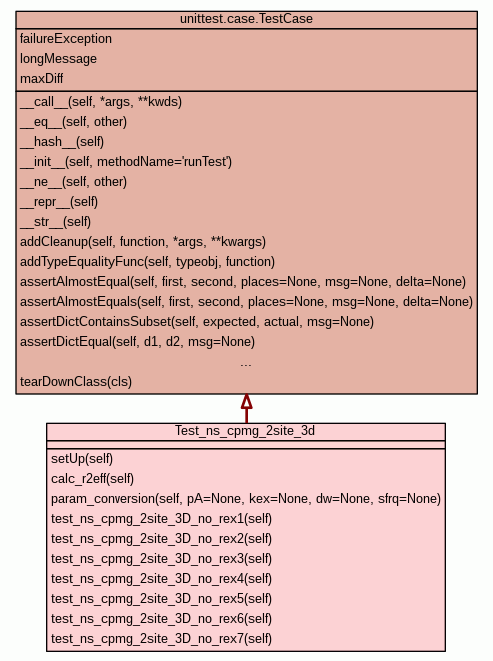 unittest.case.TestCase
failureException
longMessage
maxDiff
__call__(self, *args, **kwds)
__eq__(self, other)
__hash__(self)
__init__(self, methodName='runTest')
__ne__(self, other)
__repr__(self)
__str__(self)
addCleanup(self, function, *args, **kwargs)
addTypeEqualityFunc(self, typeobj, function)
assertAlmostEqual(self, first, second, places=None, msg=None, delta=None)
assertAlmostEquals(self, first, second, places=None, msg=None, delta=None)
assertDictContainsSubset(self, expected, actual, msg=None)
assertDictEqual(self, d1, d2, msg=None)
...
tearDownClass(cls)
Test_ns_cpmg_2site_3d
setUp(self)
calc_r2eff(self)
param_conversion(self, pA=None, kex=None, dw=None, sfrq=None)
test_ns_cpmg_2site_3D_no_rex1(self)
test_ns_cpmg_2site_3D_no_rex2(self)
test_ns_cpmg_2site_3D_no_rex3(self)
test_ns_cpmg_2site_3D_no_rex4(self)
test_ns_cpmg_2site_3D_no_rex5(self)
test_ns_cpmg_2site_3D_no_rex6(self)
test_ns_cpmg_2site_3D_no_rex7(self)